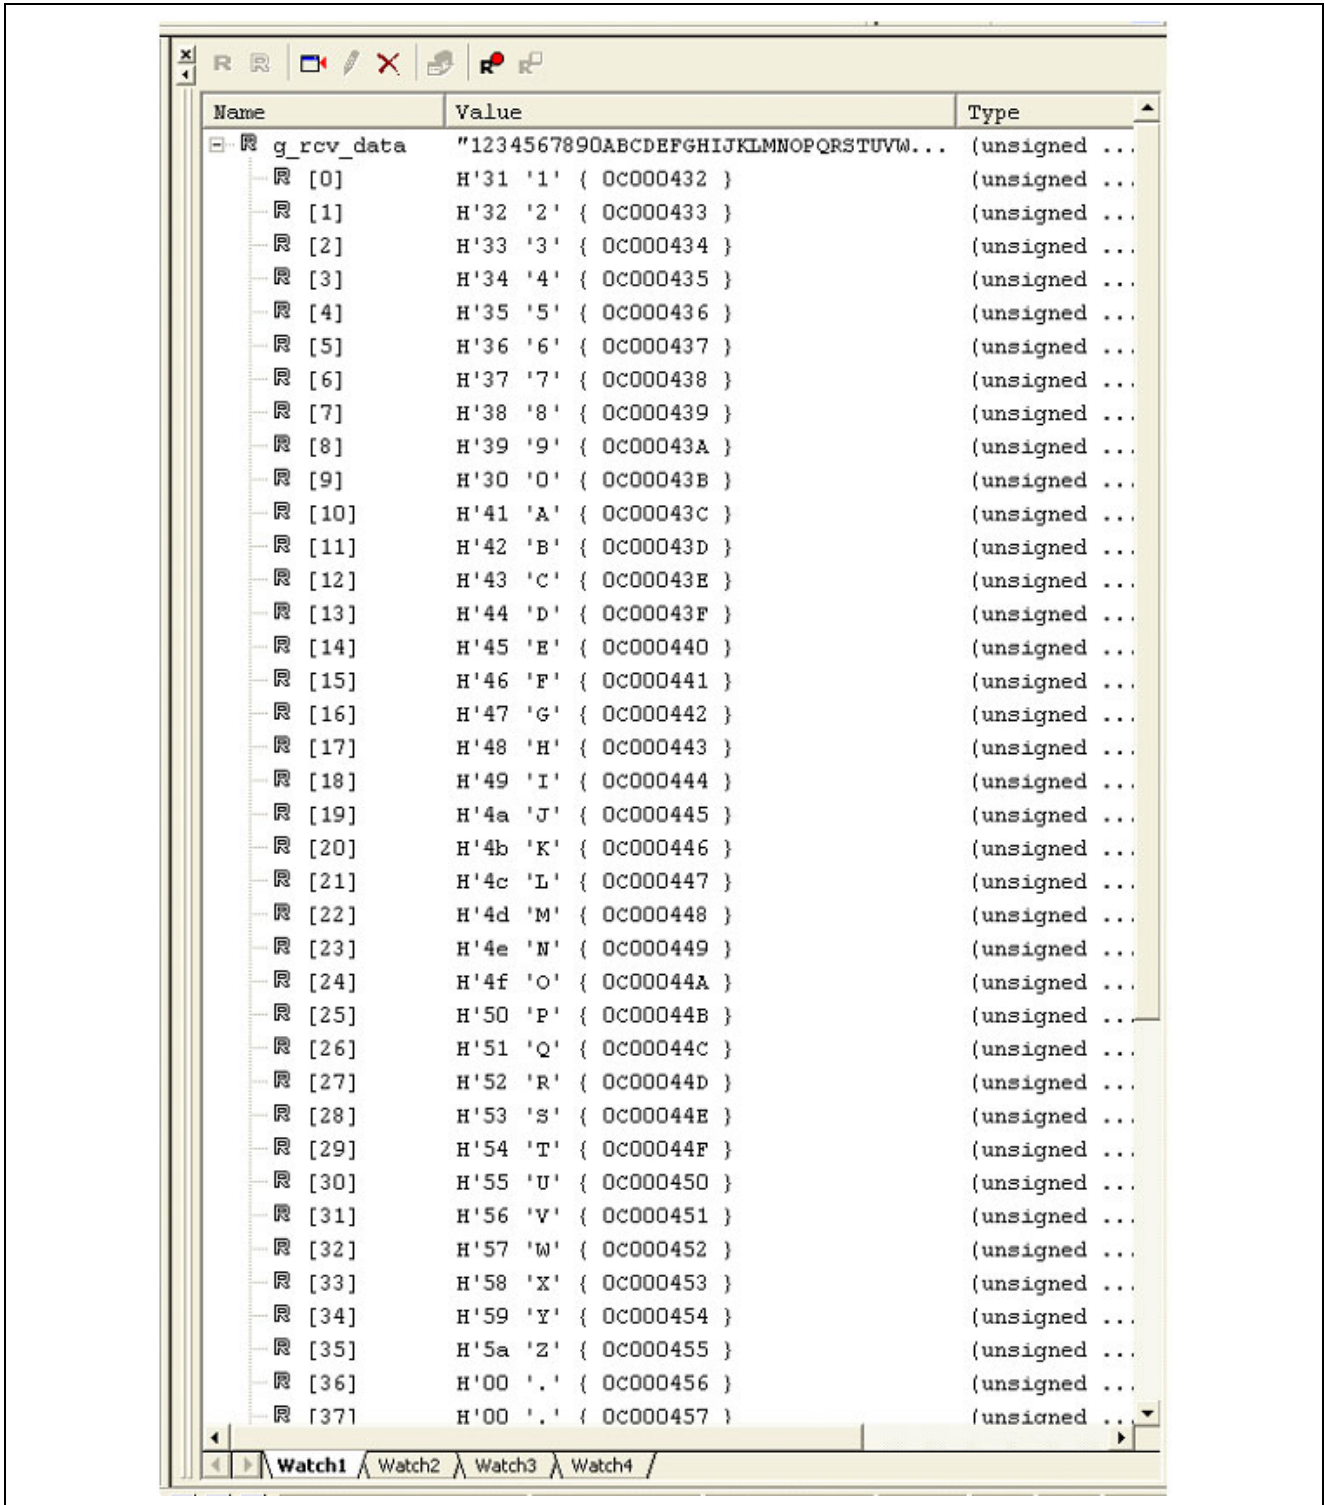 Name Value Type
g_rcv_data "1234567890ABCDEFGHIJKLMNOPQRSTUVW... (unsigned ...
[0] H'31 '1' { 0C000432 } (unsigned ...
[1] H'32 '2' { 0C000433 } (unsigned ...
[2] H'33 '3' { 0C000434 } (unsigned ...
[3] H'34 '4' { 0C000435 } (unsigned ...
[4] H'35 '5' { 0C000436 } (unsigned ...
[5] H'36 '6' { 0C000437 } (unsigned ...
[6] H'37 '7' { 0C000438 } (unsigned ...
[7] H'38 '8' { 0C000439 } (unsigned ...
[8] H'39 '9' { 0C00043A } (unsigned ...
[9] H'30 '0' { 0C00043B } (unsigned ...
[10] H'41 'A' { 0C00043C } (unsigned ...
[11] H'42 'B' { 0C00043D } (unsigned ...
[12] H'43 'C' { 0C00043E } (unsigned ...
[13] H'44 'D' { 0C00043F } (unsigned ...
[14] H'45 'E' { 0C000440 } (unsigned ...
[15] H'46 'F' { 0C000441 } (unsigned ...
[16] H'47 'G' { 0C000442 } (unsigned ...
[17] H'48 'H' { 0C000443 } (unsigned ...
[18] H'49 'I' { 0C000444 } (unsigned ...
[19] H'4a 'J' { 0C000445 } (unsigned ...
[20] H'4b 'K' { 0C000446 } (unsigned ...
[21] H'4c 'L' { 0C000447 } (unsigned ...
[22] H'4d 'M' { 0C000448 } (unsigned ...
[23] H'4e 'N' { 0C000449 } (unsigned ...
[24] H'4f 'O' { 0C00044A } (unsigned ...
[25] H'50 'P' { 0C00044B } (unsigned ...
[26] H'51 'Q' { 0C00044C } (unsigned ...
[27] H'52 'R' { 0C00044D } (unsigned ...
[28] H'53 'S' { 0C00044E } (unsigned ...
[29] H'54 'T' { 0C00044F } (unsigned ...
[30] H'55 'U' { 0C000450 } (unsigned ...
[31] H'56 'V' { 0C000451 } (unsigned ...
[32] H'57 'W' { 0C000452 } (unsigned ...
[33] H'58 'X' { 0C000453 } (unsigned ...
[34] H'59 'Y' { 0C000454 } (unsigned ...
[35] H'5a 'Z' { 0C000455 } (unsigned ...
[36] H'00 '.' { 0C000456 } (unsigned ...
[37] H'00 '.' { 0C000457 } (unsigned ...
Watch1 Watch2 Watch3 Watch4